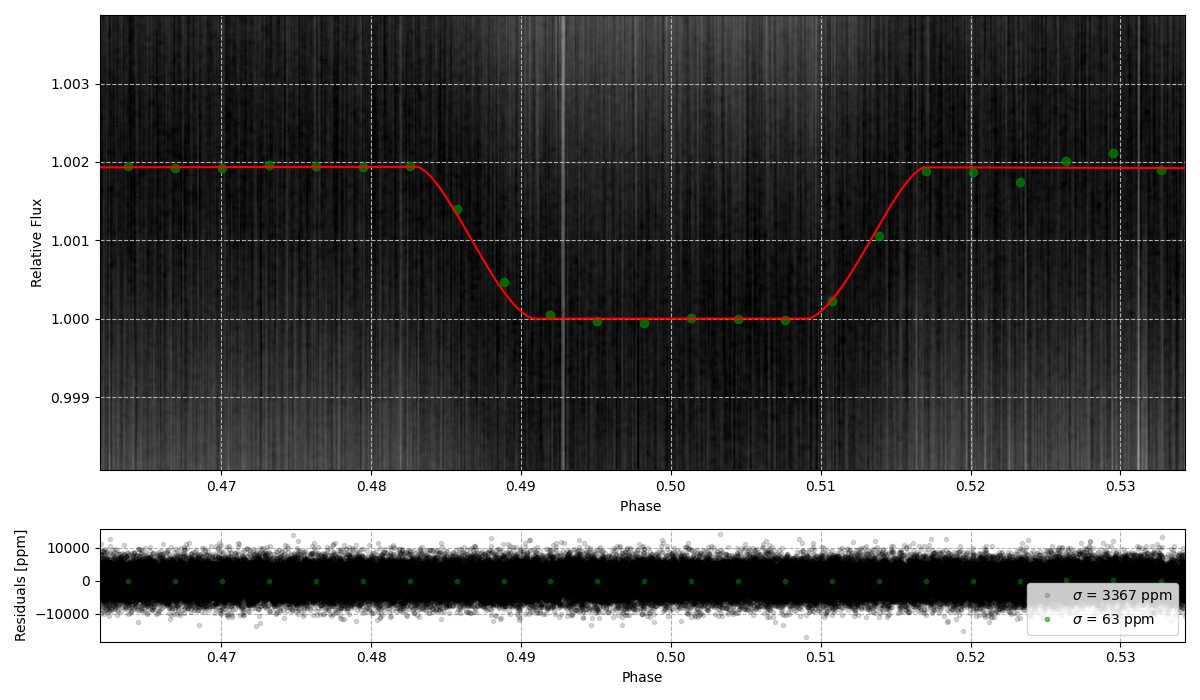 Relative Flux
1.003
1.002
1.001
1.000
0.999
0.47 0.48 0.49 0.50 0.51 0.52 0.53
Phase
Residuals [ppm]
10000
0
−10000
σ = 3367 ppm
σ = 63 ppm
0.47 0.48 0.49 0.50 0.51 0.52 0.53
Phase